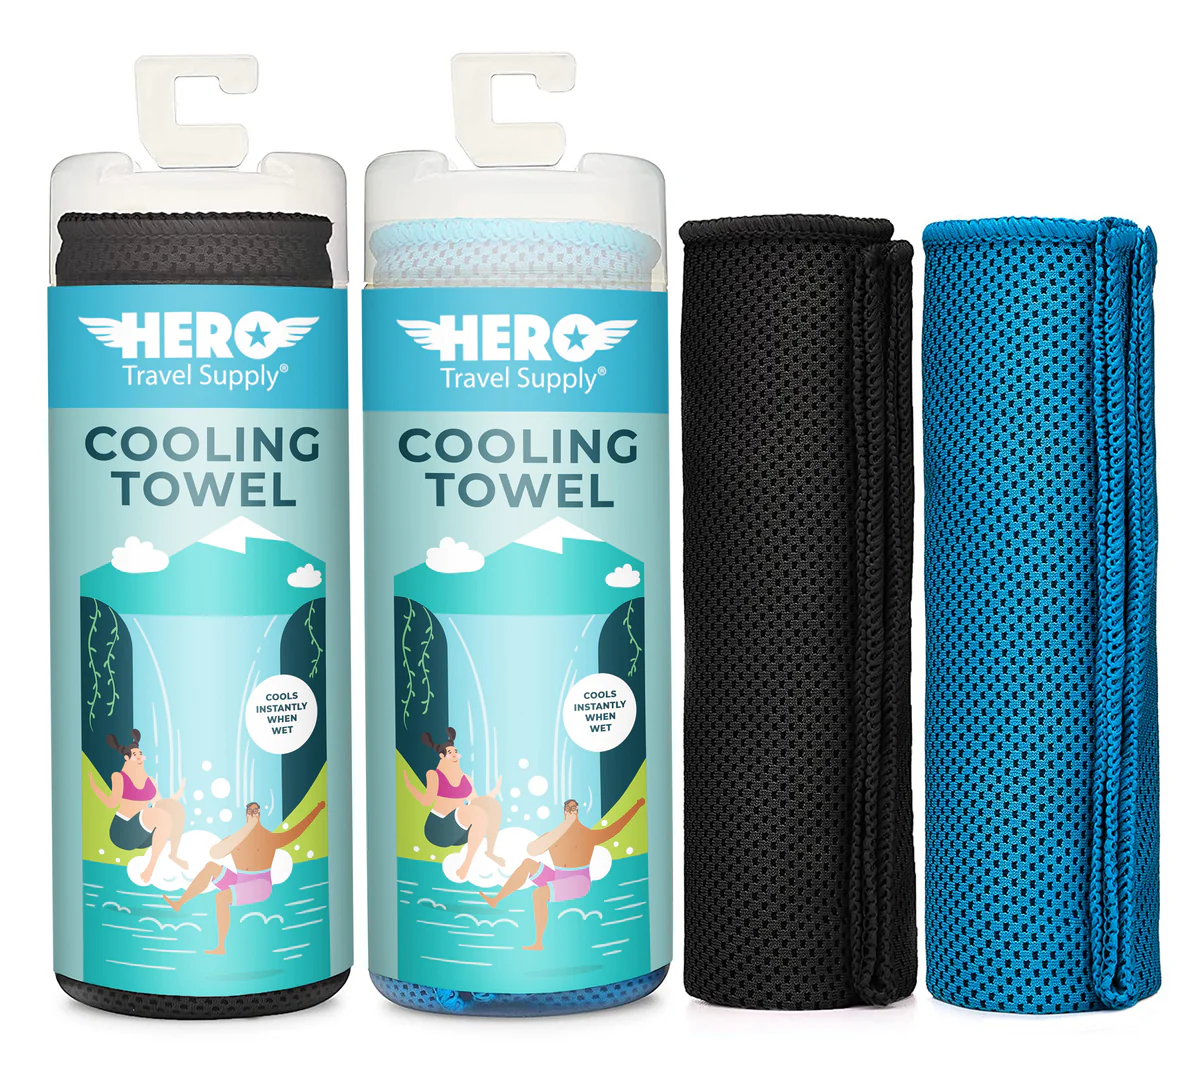 HERO
Travel Supply®
COOLING
TOWEL
COOLS
INSTANTLY
WHEN
WET
HERO
Travel Supply®
COOLING
TOWEL
COOLS
INSTANTLY
WHEN
WET